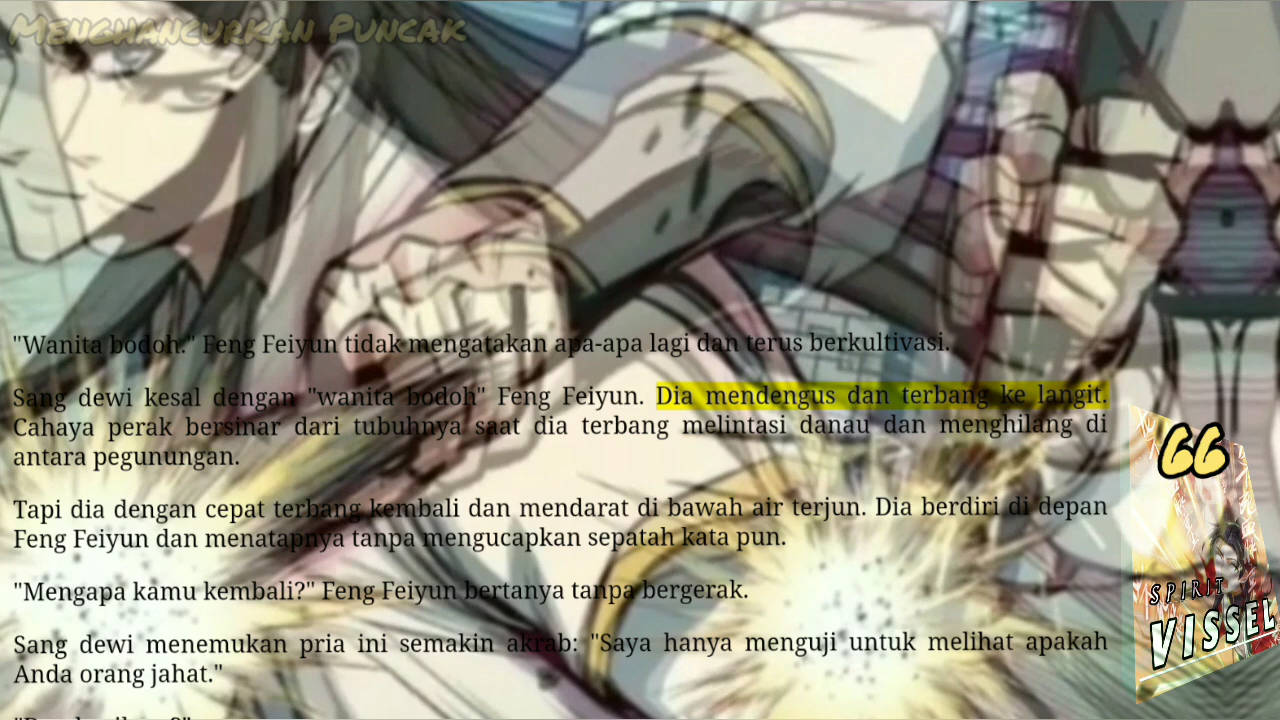 Menghancurkan Puncak
"Wanita bodoh." Feng Feiyun tidak mengatakan apa-apa lagi dan terus berkultivasi.
Sang dewi kesal dengan "wanita bodoh" Feng Feiyun. Dia mendengus dan terbang ke langit.
Cahaya perak bersinar dari tubuhnya saat dia terbang melintasi danau dan menghilang di
antara pegunungan.
Tapi dia dengan cepat terbang kembali dan mendarat di bawah air terjun. Dia berdiri di depan
Feng Feiyun dan menatapnya tanpa mengucapkan sepatah kata pun.
"Mengapa kamu kembali?" Feng Feiyun bertanya tanpa bergerak.
Sang dewi menemukan pria ini semakin akrab: "Saya hanya menguji untuk melihat apakah
Anda orang jahat."
66
SPIRIT
VISSEL